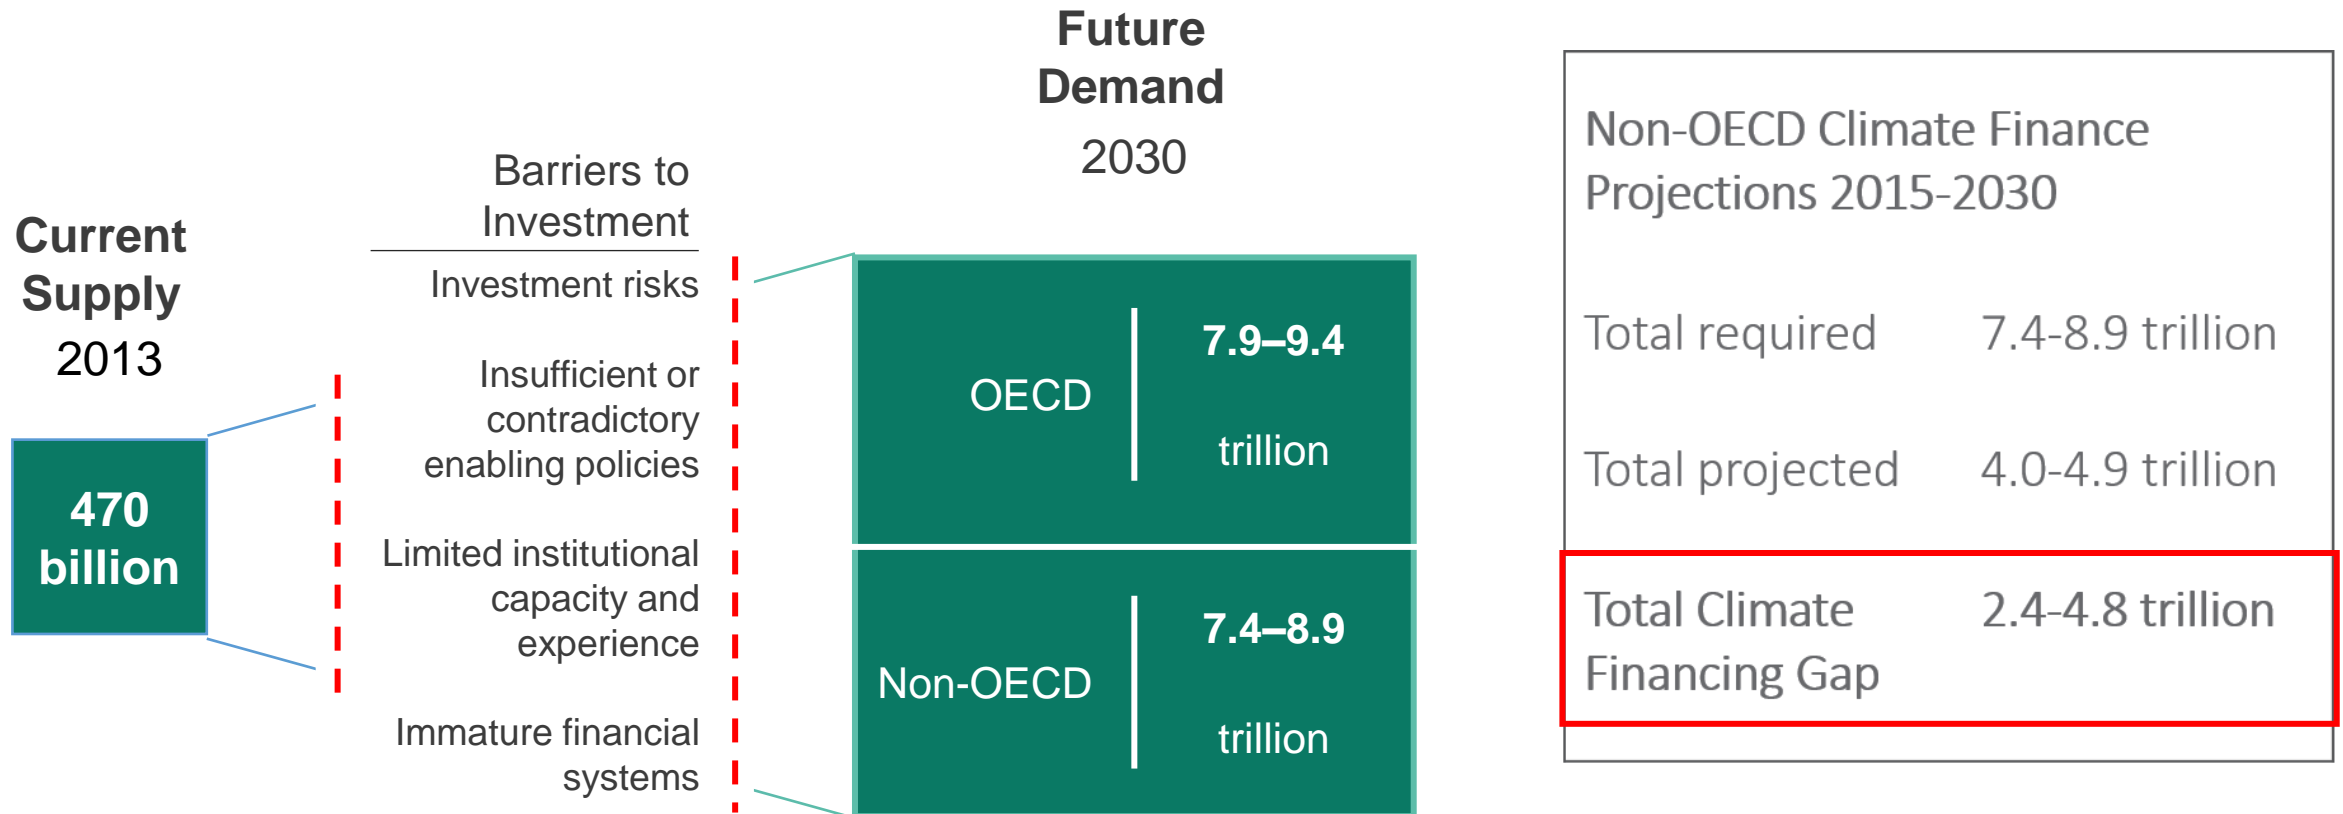 Current
Supply
2013
470
billion
Barriers to
Investment
Investment risks
Insufficient or
contradictory
enabling policies
Limited institutional
capacity and
experience
Immature financial
systems
Future
Demand
2030
OECD
7.9–9.4
trillion
Non-OECD
7.4–8.9
trillion
Non-OECD Climate Finance
Projections 2015-2030
Total required 7.4-8.9 trillion
Total projected 4.0-4.9 trillion
Total Climate 2.4-4.8 trillion
Financing Gap